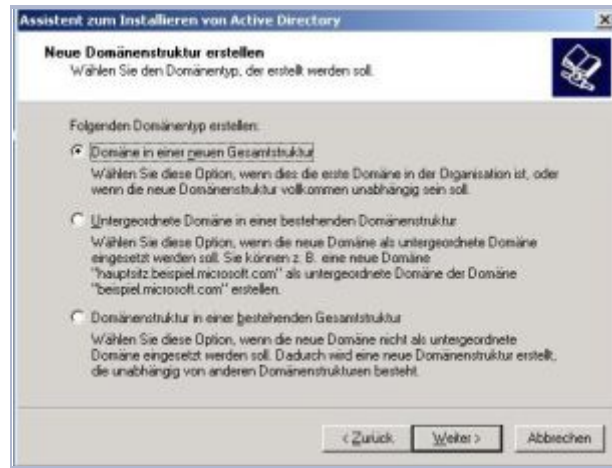 Assistent zum Installieren von Active Directory
Neue Domänenstruktur erstellen
Wählen Sie den Domänentyp, der erstellt werden soll.
Folgenden Domänentyp erstellen:
Domäne in einer neuen Gesamtstruktur
Wählen Sie diese Option, wenn dies die erste Domäne in der Organisation ist, oder
wenn die neue Domänenstruktur vollkommen unabhängig sein soll.
Untergeordnete Domäne in einer bestehenden Domänenstruktur
Wählen Sie diese Option, wenn die neue Domäne als untergeordnete Domäne
eingesetzt werden soll. Sie können z. B. eine neue Domäne
"hauptsitz.beispiel.microsoft.com" als untergeordnete Domäne der Domäne
"beispiel.microsoft.com" erstellen.
Domänenstruktur in einer bestehenden Gesamtstruktur
Wählen Sie diese Option, wenn die neue Domäne nicht als untergeordnete
Domäne eingesetzt werden soll. Dadurch wird eine neue Domänenstruktur erstellt,
die unabhängig von anderen Domänenstrukturen besteht.
< Zurück Weiter > Abbrechen